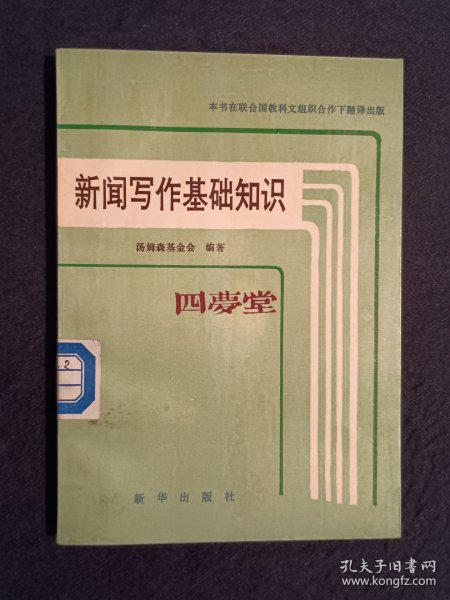 本书在联合国教科文组织合作下翻译出版
新闻写作基础知识
汤姆森基金会 编著
四夢堂
2
新华出版社
孔夫子旧书网
www.kongfz.com